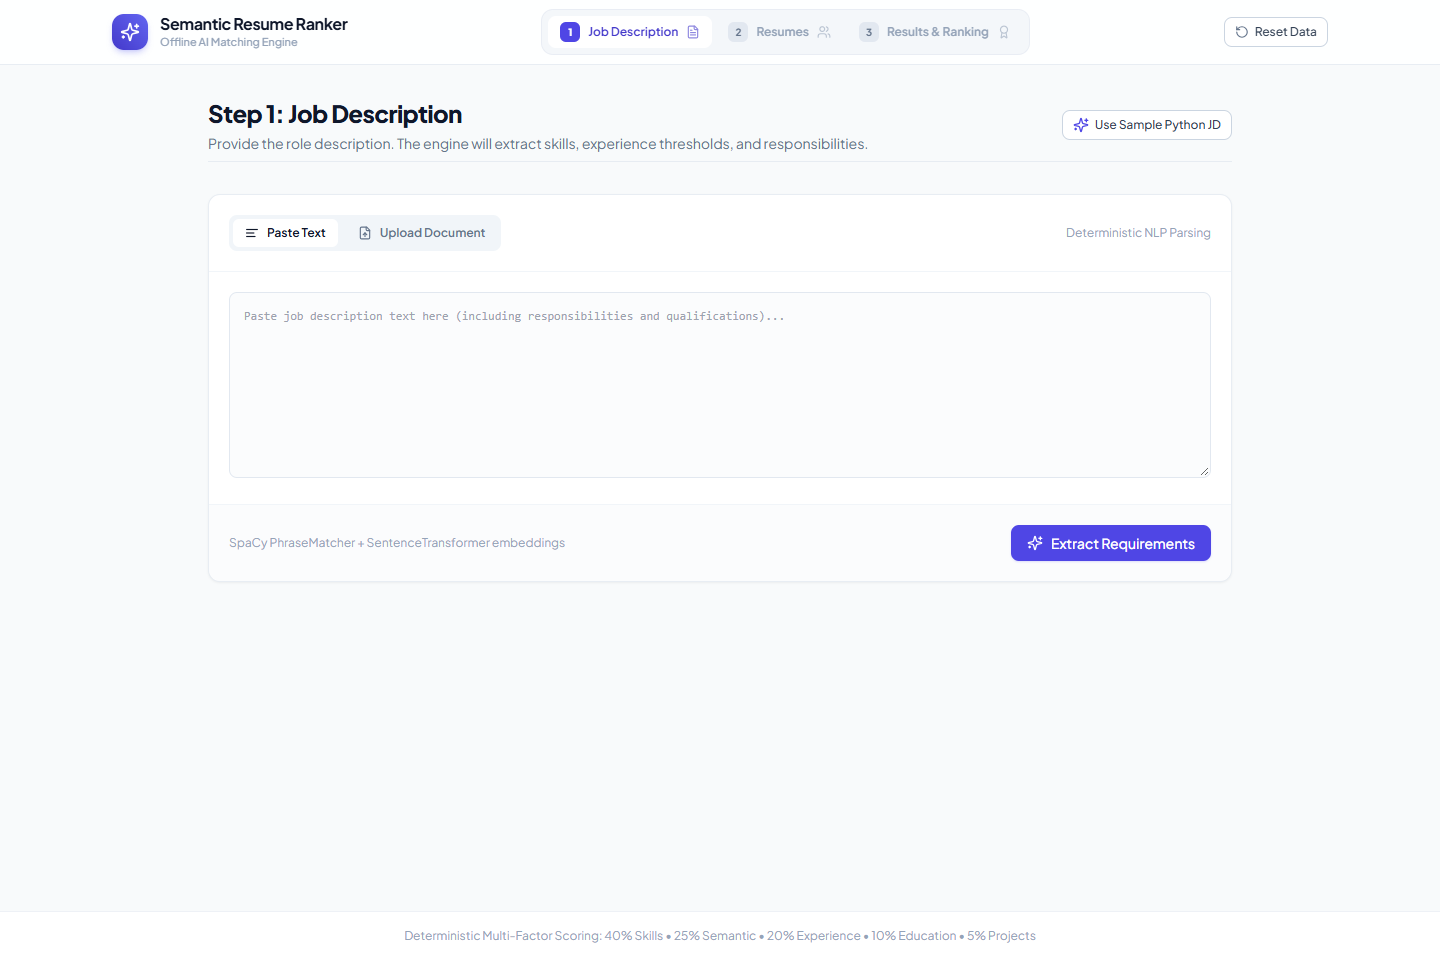 Semantic Resume Ranker
Offline AI Matching Engine
1 Job Description
2 Resumes
3 Results & Ranking
Reset Data
Step 1: Job Description
Provide the role description. The engine will extract skills, experience thresholds, and responsibilities.
Use Sample Python JD
Paste Text
Upload Document
Deterministic NLP Parsing
Paste job description text here (including responsibilities and qualifications)...
SpaCy PhraseMatcher + SentenceTransformer embeddings
Extract Requirements
Deterministic Multi-Factor Scoring: 40% Skills • 25% Semantic • 20% Experience • 10% Education • 5% Projects